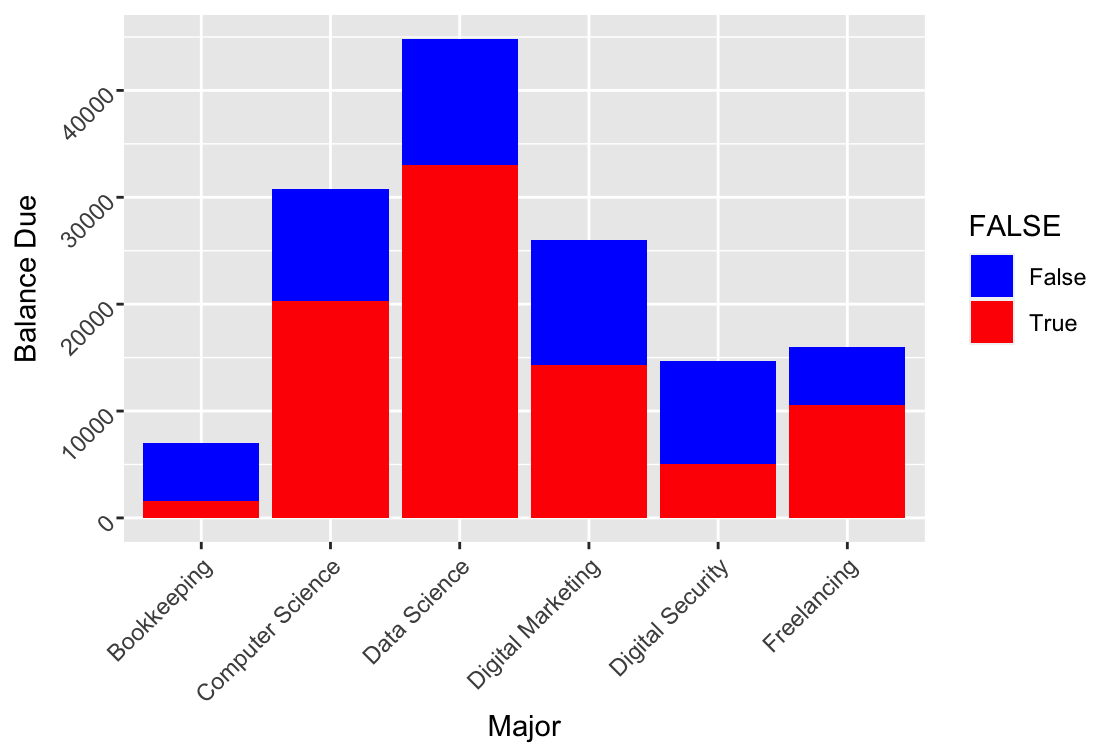 Balance Due
40000
30000
20000
10000
0
Bookkeeping
Computer Science
Data Science
Digital Marketing
Digital Security
Freelancing
Major
FALSE
False
True